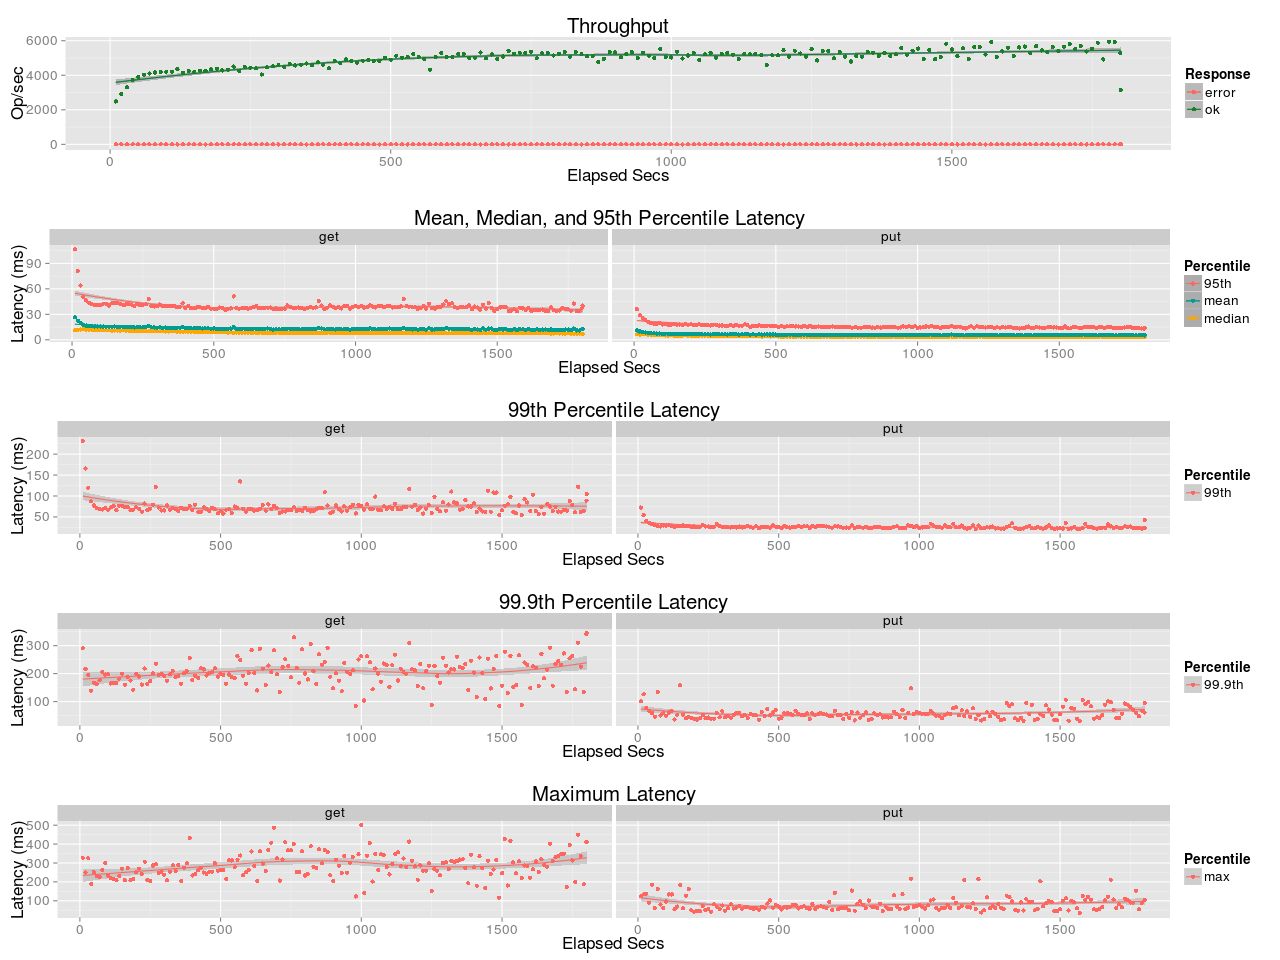 Throughput
Op/sec
6000
4000
2000
0
0 500 1000 1500
Elapsed Secs
Response
error
ok
Mean, Median, and 95th Percentile Latency
get put
Latency (ms)
90
60
30
0
0 500 1000 1500 0 500 1000 1500
Elapsed Secs
Percentile
95th
mean
median
99th Percentile Latency
get put
Latency (ms)
200
150
100
50
0 500 1000 1500 0 500 1000 1500
Elapsed Secs
Percentile
99th
99.9th Percentile Latency
get put
Latency (ms)
300
200
100
0 500 1000 1500 0 500 1000 1500
Elapsed Secs
Percentile
99.9th
Maximum Latency
get put
Latency (ms)
500
400
300
200
100
0 500 1000 1500 0 500 1000 1500
Elapsed Secs
Percentile
max